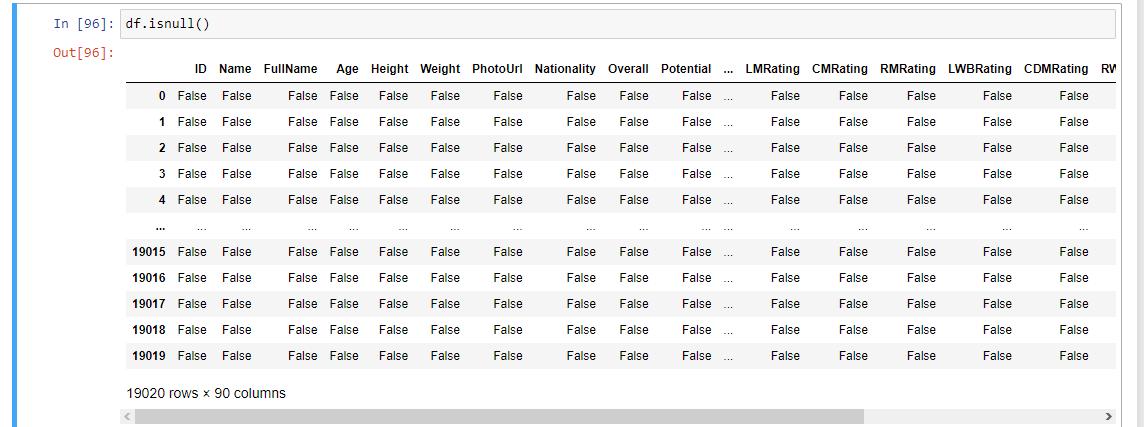 In [96]: df.isnull()
Out[96]:
ID Name FullName Age Height Weight PhotoUrl Nationality Overall Potential ... LMRating CMRating RMRating LWBRating CDMRating RW
0 False False False False False False False False False False ... False False False False False
1 False False False False False False False False False False ... False False False False False
2 False False False False False False False False False False ... False False False False False
3 False False False False False False False False False False ... False False False False False
4 False False False False False False False False False False ... False False False False False
... ... ... ... ... ... ... ... ... ... ... ... ... ... ... ... ...
19015 False False False False False False False False False False ... False False False False False
19016 False False False False False False False False False False ... False False False False False
19017 False False False False False False False False False False ... False False False False False
19018 False False False False False False False False False False ... False False False False False
19019 False False False False False False False False False False ... False False False False False
19020 rows × 90 columns